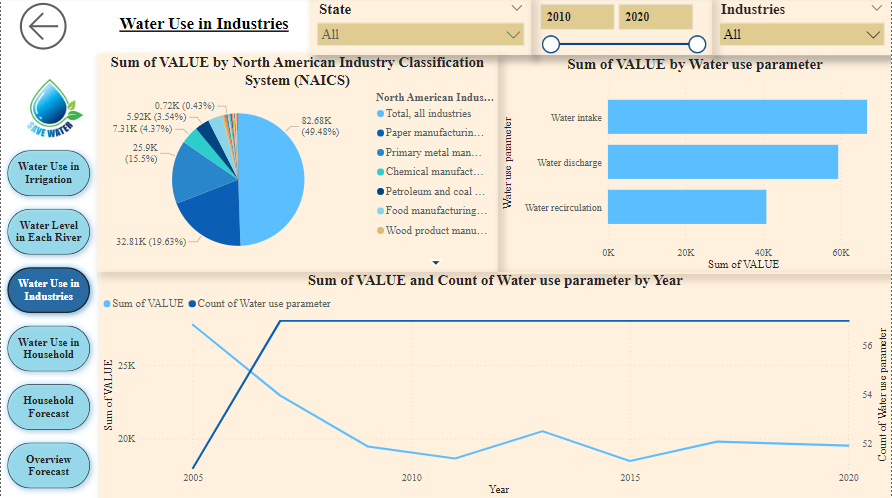 Water Use in Industries
State
All
2010
2020
Industries
All
SAVE WATER
Water Use in
Irrigation
Water Level
in Each River
Water Use in
Industries
Water Use in
Household
Household
Forecast
Overview
Forecast
Sum of VALUE by North American Industry Classification
System (NAICS)
0.72K (0.43%)
5.92K (3.54%)
7.31K (4.37%)
25.9K
(15.5%)
32.81K (19.63%)
82.68K
(49.48%)
North American Indus...
Total, all industries
Paper manufacturin...
Primary metal man...
Chemical manufact...
Petroleum and coal ...
Food manufacturing...
Wood product manu...
Sum of VALUE by Water use parameter
Water use parameter
Water intake
Water discharge
Water recirculation
0K 20K 40K 60K
Sum of VALUE
Sum of VALUE and Count of Water use parameter by Year
Sum of VALUE Count of Water use parameter
Sum of VALUE
25K
20K
56
54
52
Count of Water use parameter
2005 2010 2015 2020
Year